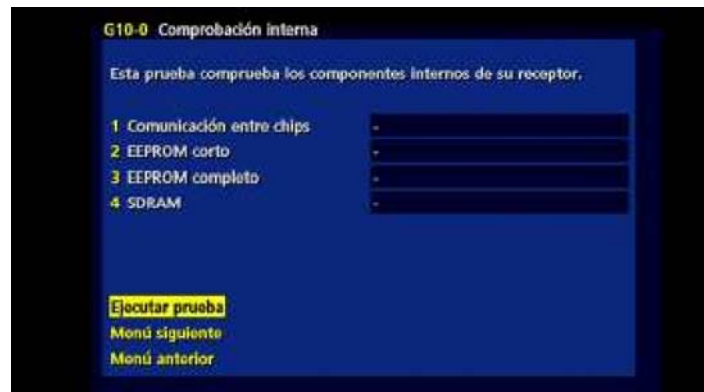 G10-0 Comprobación interna
Esta prueba comprueba los componentes internos de su receptor.
1 Comunicación entre chips -
2 EEPROM corto -
3 EEPROM completo -
4 SDRAM -
Ejecutar prueba
Menú siguiente
Menú anterior